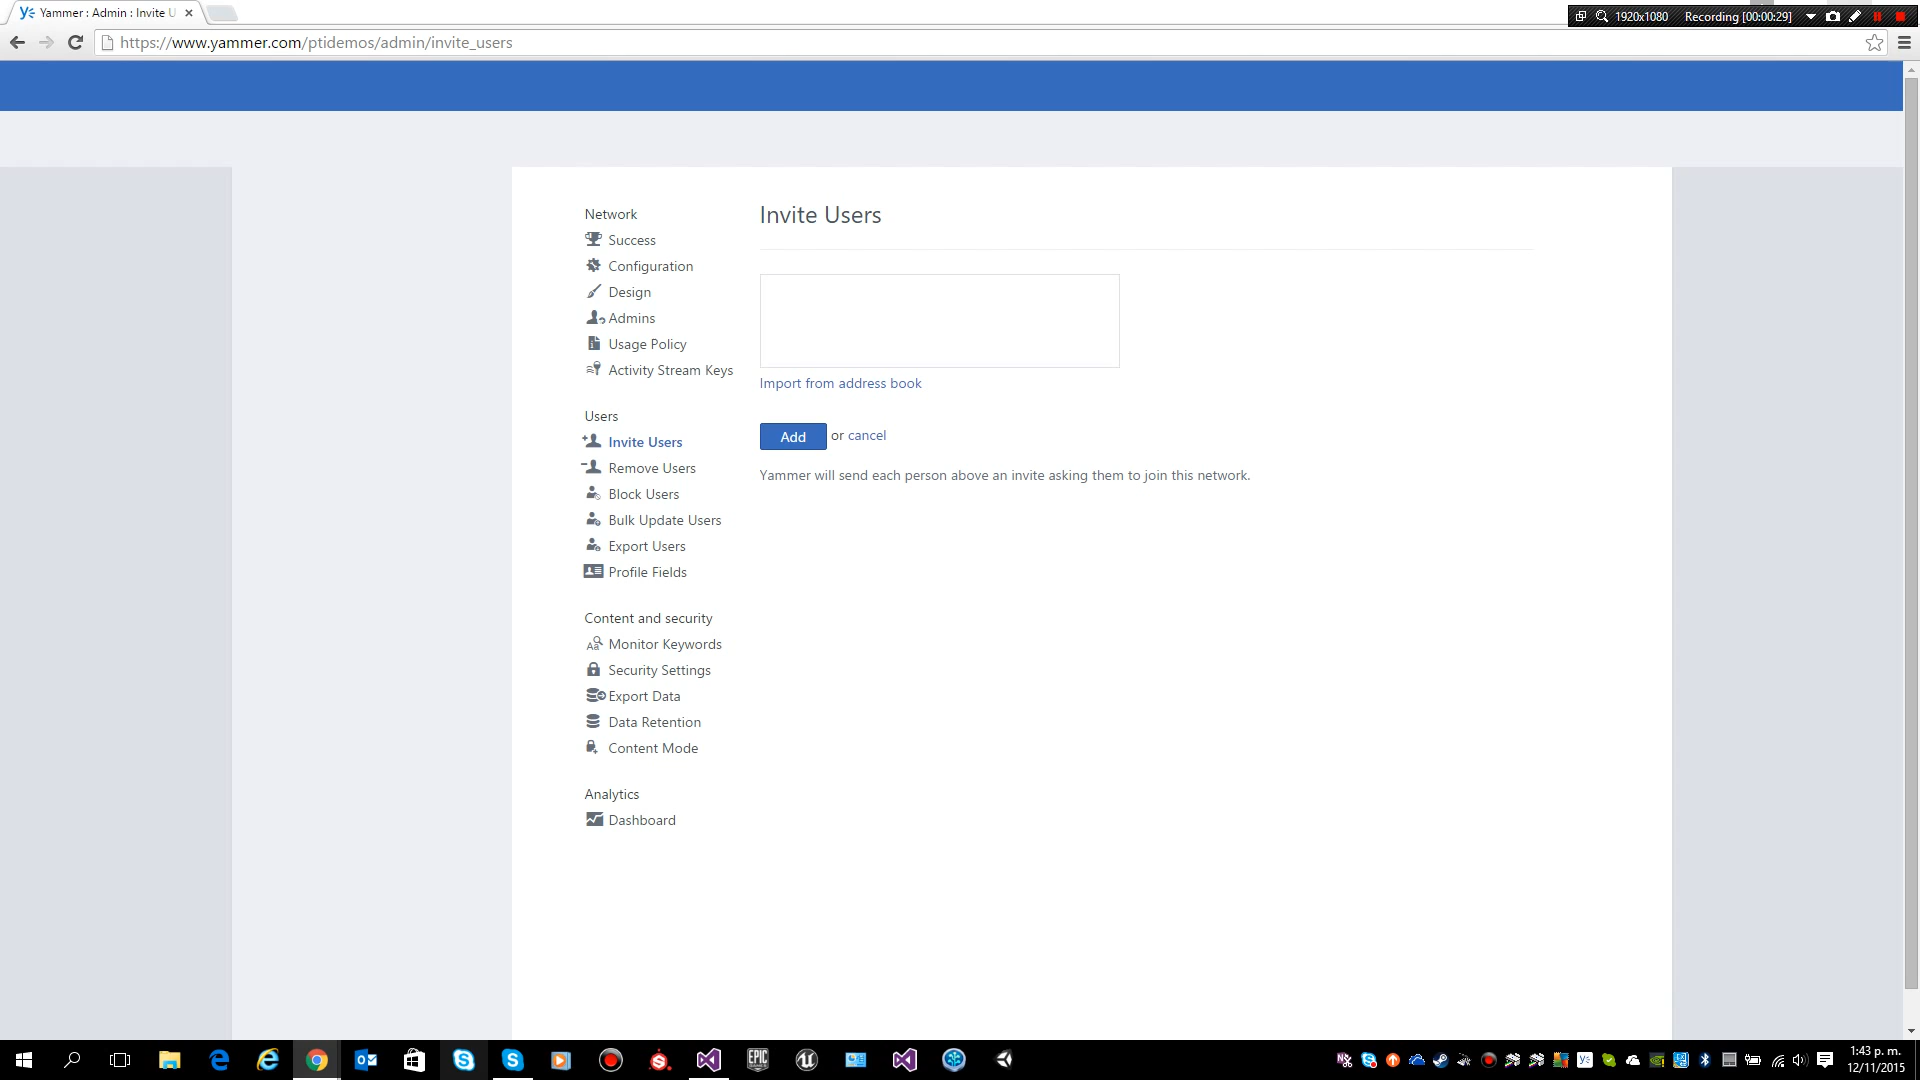 Yammer : Admin : Invite U
1920x1080 Recording [00:00:29]
https://www.yammer.com/ptidemos/admin/invite_users
Network
Success
Configuration
Design
Admins
Usage Policy
Activity Stream Keys
Users
Invite Users
Remove Users
Block Users
Bulk Update Users
Export Users
Profile Fields
Content and security
Monitor Keywords
Security Settings
Export Data
Data Retention
Content Mode
Analytics
Dashboard
Invite Users
Import from address book
Add or cancel
Yammer will send each person above an invite asking them to join this network.
EPIC
GAMES
1:43 p. m.
12/11/2015